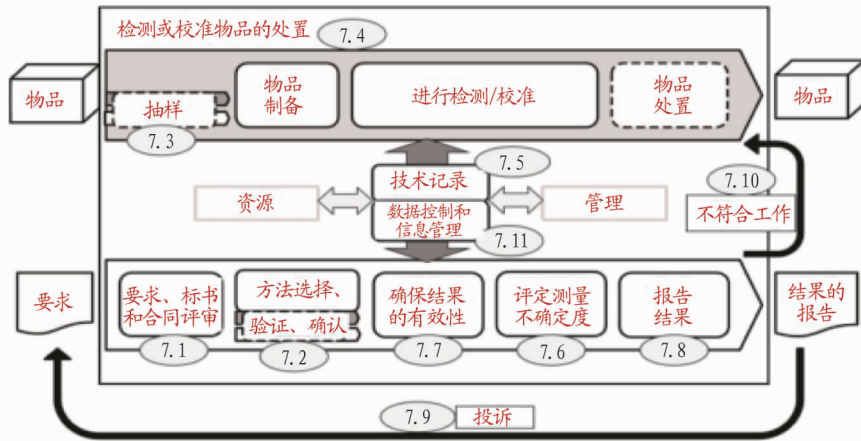 检测或校准物品的处置
7.4
物品
抽样
7.3
物品
制备
进行检测/校准
物品
处置
物品
7.5
技术记录
7.10
不符合工作
资源
管理
数据控制和
信息管理
7.11
要求
要求、标书
和合同评审
7.1
方法选择、
验证、确认
7.2
确保结果
的有效性
7.7
评定测量
不确定度
7.6
报告
结果
7.8
结果的
报告
7.9
投诉